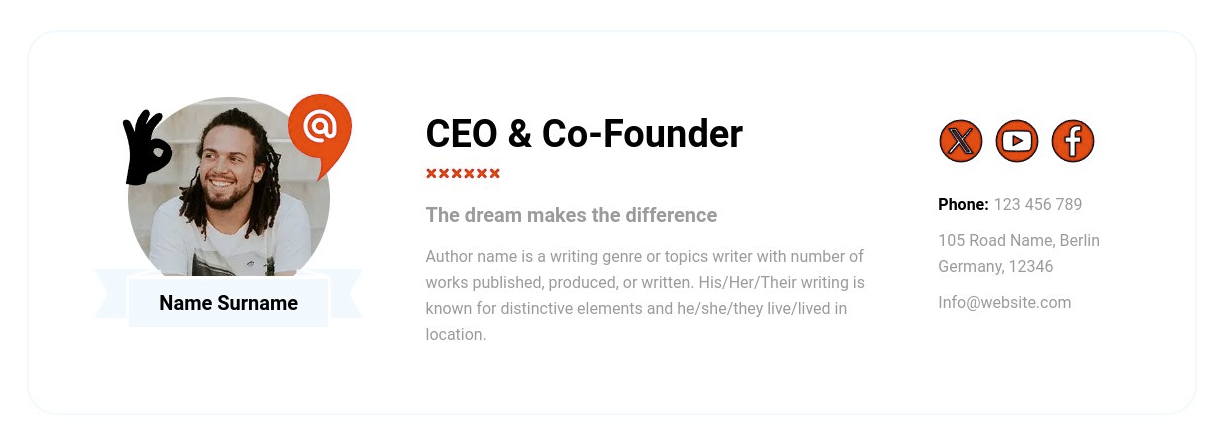 @
Name Surname
CEO & Co-Founder
××××××
The dream makes the difference
Author name is a writing genre or topics writer with number of
works published, produced, or written. His/Her/Their writing is
known for distinctive elements and he/she/they live/lived in
location.
Phone: 123 456 789
105 Road Name, Berlin
Germany, 12346
Info@website.com